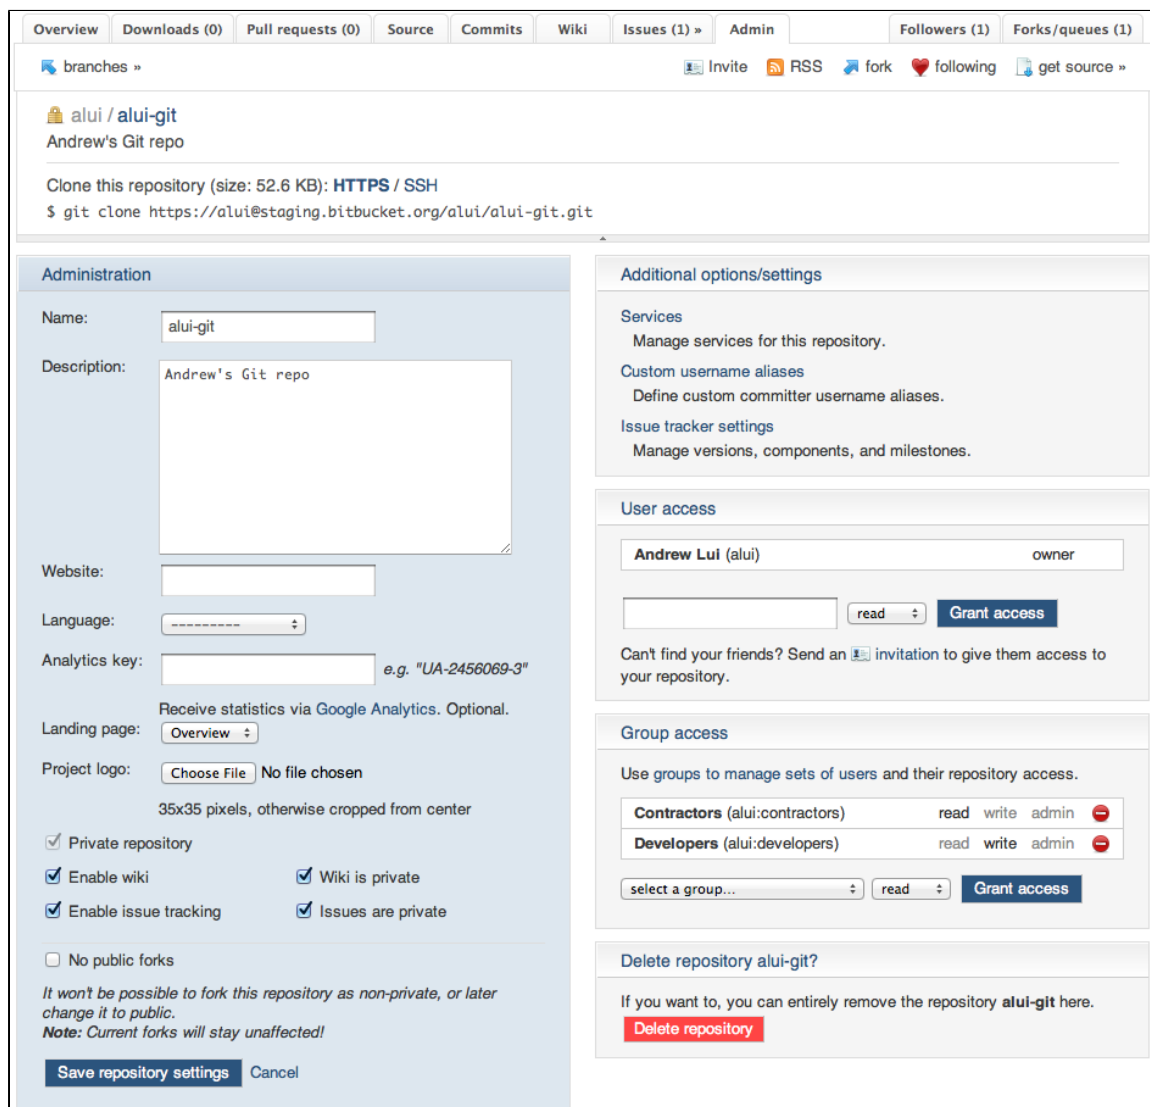 Overview Downloads (0) Pull requests (0) Source Commits Wiki Issues (1) » Admin Followers (1) Forks/queues (1)
branches » Invite RSS fork following get source »
alui / alui-git
Andrew's Git repo
Clone this repository (size: 52.6 KB): HTTPS / SSH
$ git clone https://alui@staging.bitbucket.org/alui/alui-git.git
Administration
Name: alui-git
Description: Andrew's Git repo
Website:
Language: ---------
Analytics key: e.g. "UA-2456069-3"
Receive statistics via Google Analytics. Optional.
Landing page: Overview
Project logo: Choose File No file chosen
35x35 pixels, otherwise cropped from center
Private repository
Enable wiki Wiki is private
Enable issue tracking Issues are private
No public forks
It won't be possible to fork this repository as non-private, or later
change it to public.
Note: Current forks will stay unaffected!
Save repository settings Cancel
Additional options/settings
Services
Manage services for this repository.
Custom username aliases
Define custom committer username aliases.
Issue tracker settings
Manage versions, components, and milestones.
User access
Andrew Lui (alui) owner
read Grant access
Can't find your friends? Send an invitation to give them access to
your repository.
Group access
Use groups to manage sets of users and their repository access.
Contractors (alui:contractors) read write admin
Developers (alui:developers) read write admin
select a group... read Grant access
Delete repository alui-git?
If you want to, you can entirely remove the repository alui-git here.
Delete repository